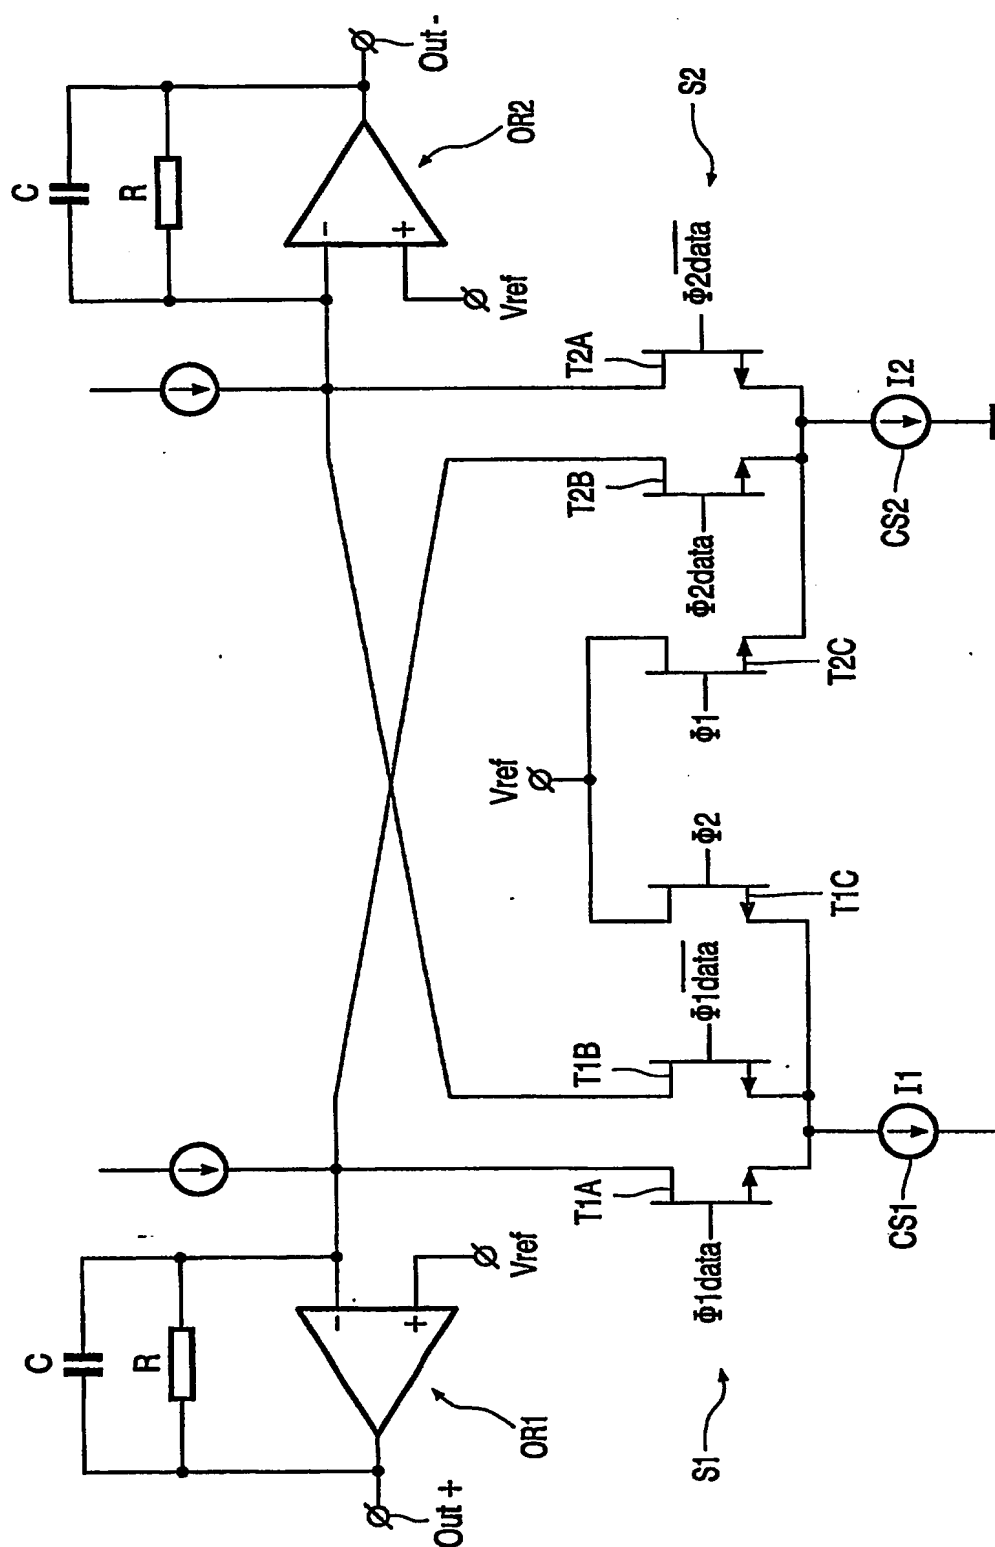 C
R
Out -
OR2
Vref
S2
T2A
Φ2data
T2B
Φ2data
I2
CS2
T2C
Φ1
Vref
Φ2
T1C
T1B
Φ1data
T1A
Φ1data
I1
CS1
S1
C
R
Vref
OR1
Out +
-
+
-
+